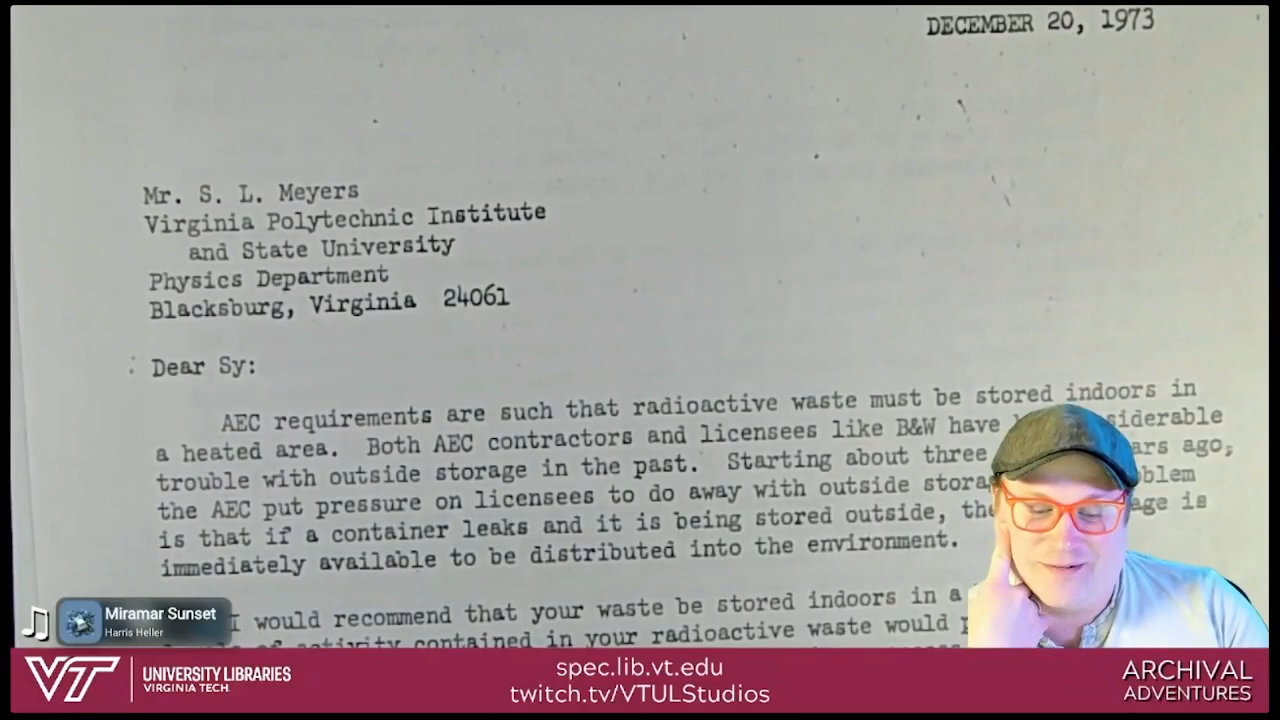 DECEMBER 20, 1973
Mr. S. L. Meyers
Virginia Polytechnic Institute
and State University
Physics Department
Blacksburg, Virginia 24061
Dear Sy:
AEC requirements are such that radioactive waste must be stored indoors in
a heated area. Both AEC contractors and licensees like B&W have
trouble with outside storage in the past. Starting about three ago,
the AEC put pressure on licensees to do away with outside
is that if a container leaks and it is being stored outside, is
immediately available to be distributed into the environment.
I would recommend that your waste be stored indoors in a
of activity contained in your radioactive waste would
Miramar Sunset
Harris Heller
VT UNIVERSITY LIBRARIES
VIRGINIA TECH.
spec.lib.vt.edu
twitch.tv/VTULStudios
ARCHIVAL
ADVENTURES